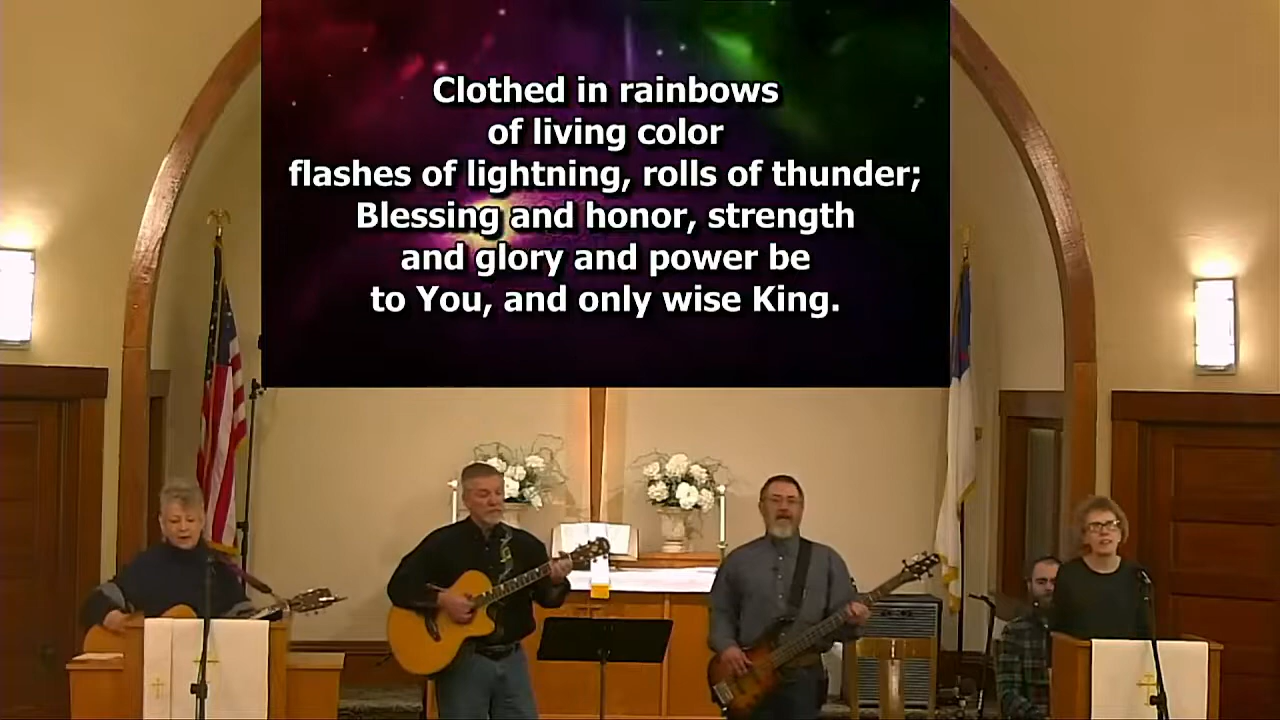 Clothed in rainbows
of living color
flashes of lightning, rolls of thunder;
Blessing and honor, strength
and glory and power be
to You, and only wise King.